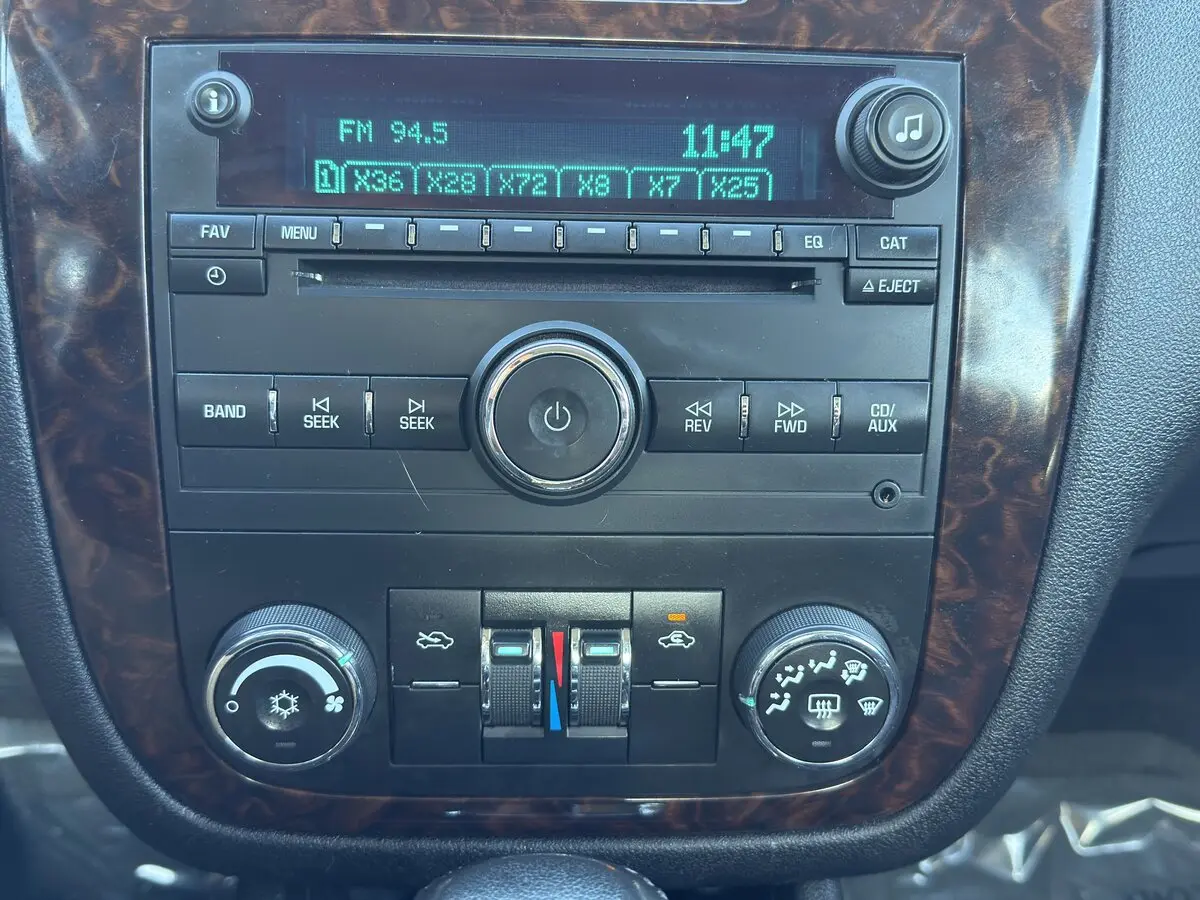 i
FM 94.5 11:47
1 X36 X28 X72 X8 X7 X25
FAV MENU EQ CAT
EJECT
BAND SEEK SEEK REV FWD CD/
AUX